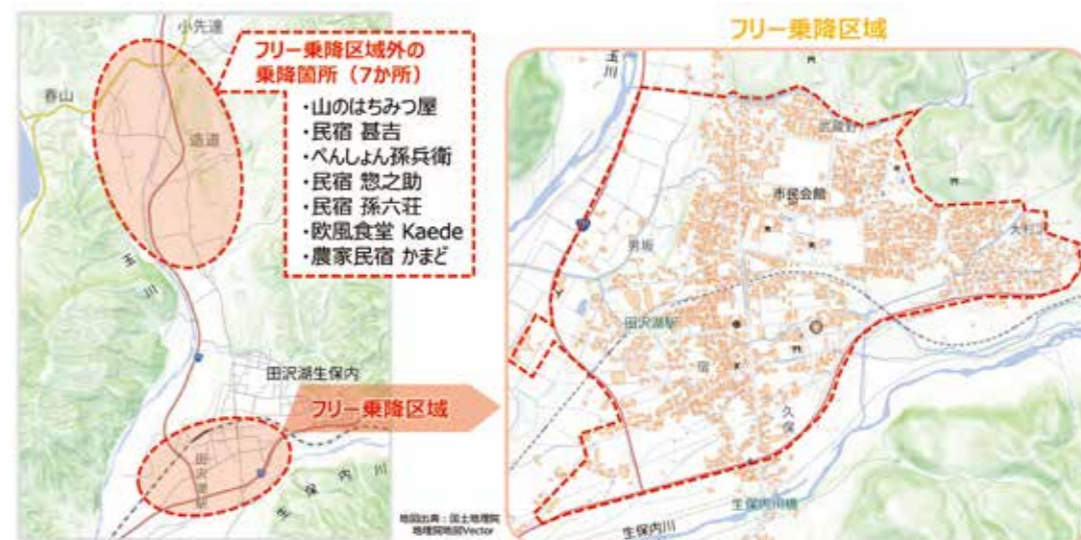 小先達
春山
造道
フリー乗降区域外の
乗降箇所（7か所）
・山のはちみつ屋
・民宿 甚吉
・ぺんしょん孫兵衛
・民宿 惣之助
・民宿 孫六荘
・欧風食堂 Kaede
・農家民宿 かまど
玉川
田沢湖生保内
フリー乗降区域
田沢湖駅
生保内川
地図出典：国土地理院
地理院地図Vector
フリー乗降区域
玉川
武蔵野
市民会館
男坂
田沢湖駅
宿
久保
生保内川橋
生保内川